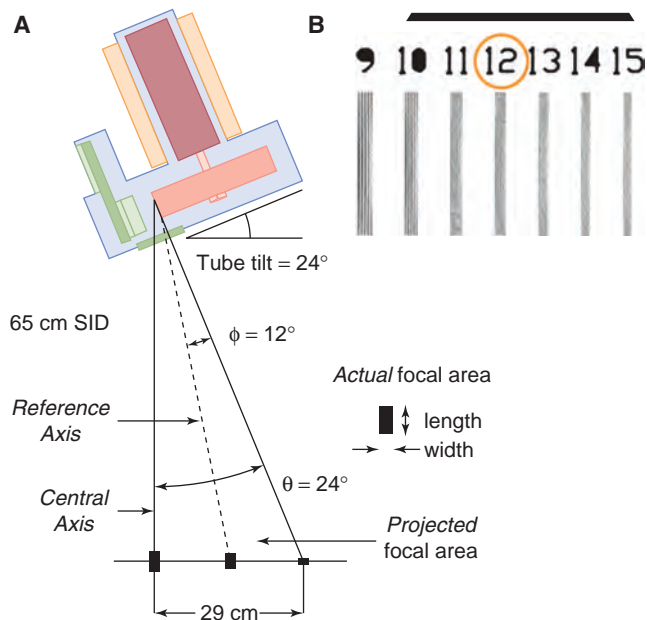 A
B
9 10 11 12 13 14 15
Tube tilt = 24°
65 cm SID
ϕ = 12°
Actual focal area
length
width
Reference
Axis
θ = 24°
Central
Axis
Projected
focal area
29 cm